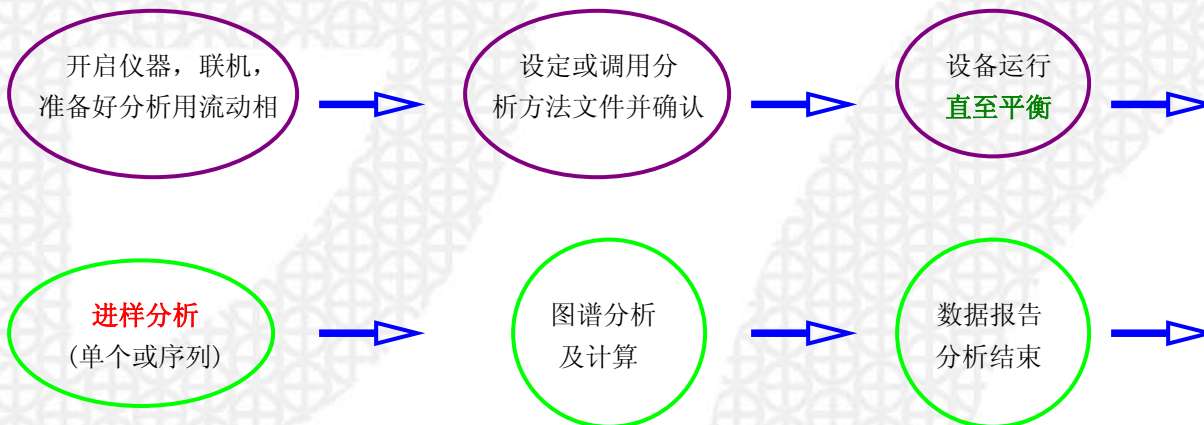 开启仪器，联机，
准备好分析用流动相
设定或调用分
析方法文件并确认
设备运行
直至平衡
进样分析
(单个或序列)
图谱分析
及计算
数据报告
分析结束